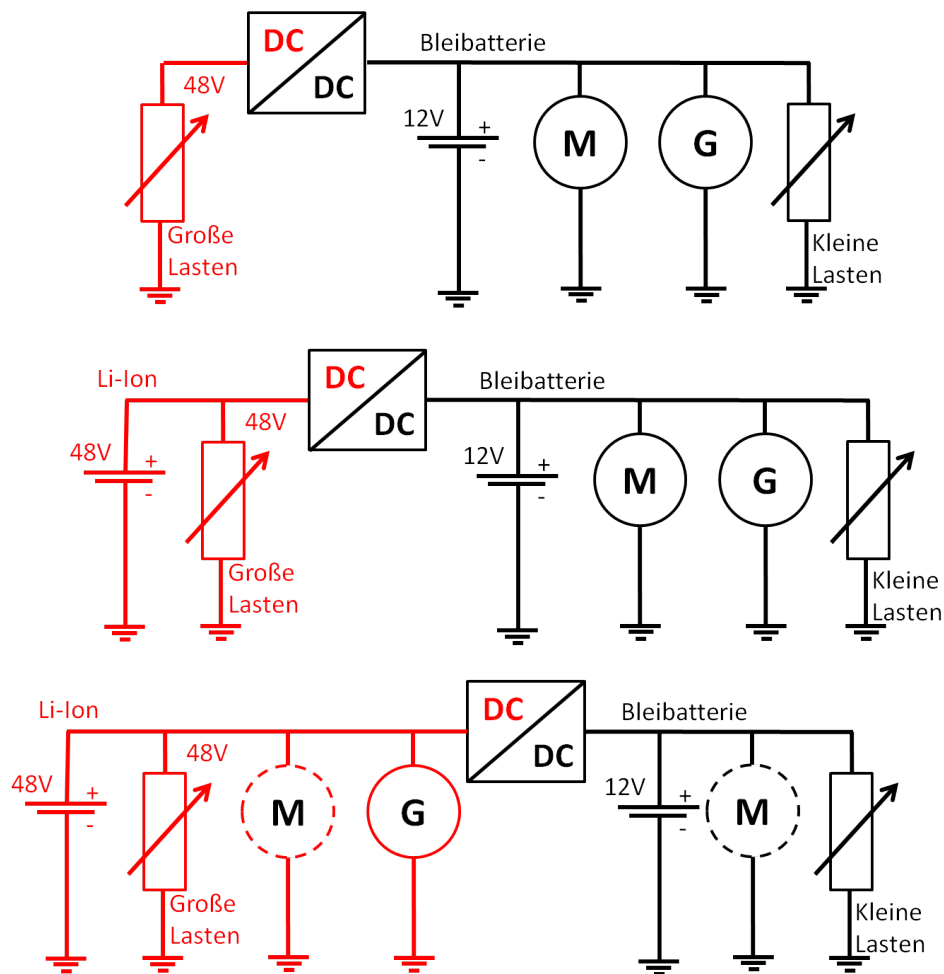 DC
DC
48V
Bleibatterie
12V
+
-
M
G
Große
Lasten
Kleine
Lasten
Li-Ion
DC
DC
48V
Bleibatterie
48V
+
-
12V
+
-
M
G
Große
Lasten
Kleine
Lasten
Li-Ion
DC
DC
48V
Bleibatterie
48V
+
-
M
G
12V
+
-
M
Große
Lasten
Kleine
Lasten